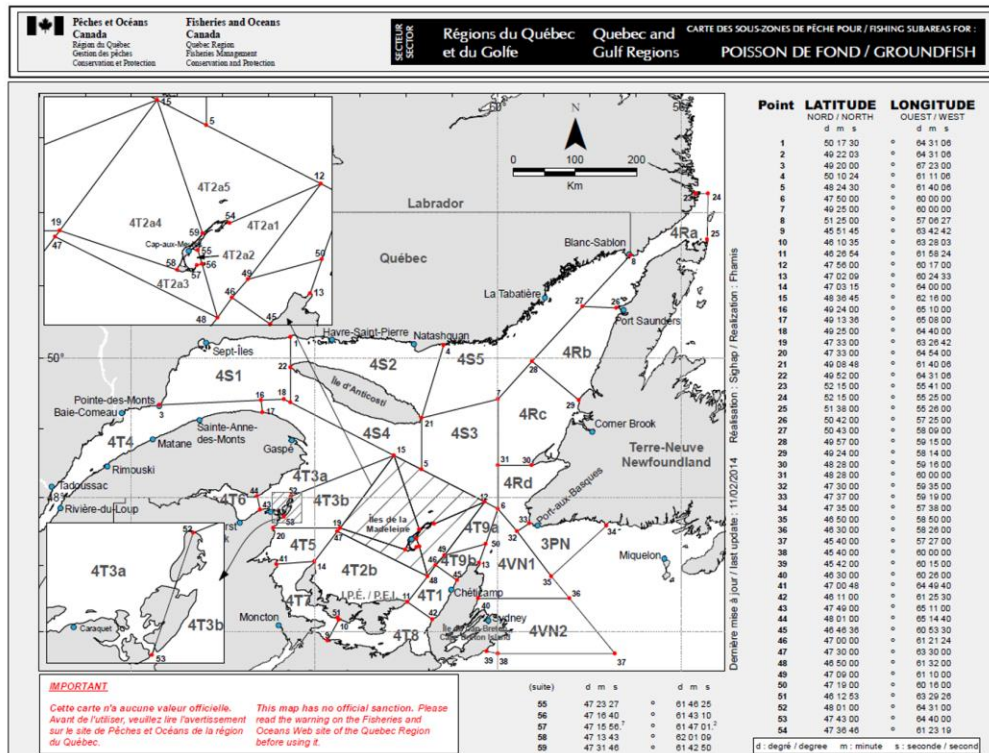 Pêches et Océans
Canada
Région du Québec
Gestion des pêches
Conservation et Protection
Fisheries and Oceans
Canada
Quebec Region
Fisheries Management
Conservation and Protection
SECTEUR
SECTOR
Régions du Québec
et du Golfe
Quebec and
Gulf Regions
CARTE DES SOUS-ZONES DE PÊCHE POUR / FISHING SUBAREAS FOR :
POISSON DE FOND / GROUNDFISH
N
0 100 200
Km
Labrador
Québec
Blanc-Sablon
La Tabatière
Port Saunders
Havre-Saint-Pierre
Natashquan
Sept-Îles
50°
Île d'Anticosti
Pointe-des-Monts
Baie-Comeau
Sainte-Anne-
des-Monts
Matane
Gaspé
Rimouski
Tadoussac
Rivière-du-Loup
Corner Brook
Terre-Neuve
Newfoundland
Port-aux-Basques
Îles de la
Madeleine
Miquelon
I.P.É. / P.E.I.
Chéticamp
Sydney
Moncton
Cap-aux-Meules
Caraquet
4Ra
4Rb
4Rc
4Rd
4S1
4S2
4S3
4S4
4S5
4T1
4T2b
4T3a
4T3b
4T4
4T5
4T6
4T7
4T8
4T9a
4T9b
3PN
4VN1
4VN2
4T2a1
4T2a2
4T2a3
4T2a4
4T2a5
4T3a
4T3b
Point LATITUDE LONGITUDE
NORD / NORTH OUEST / WEST
d m s d m s
1 50 17 30 ° 64 31 06
2 49 22 03 ° 64 31 06
3 49 20 00 ° 67 23 00
4 50 10 24 ° 61 11 06
5 48 24 30 ° 61 40 06
6 47 50 00 ° 60 00 00
7 49 25 00 ° 60 00 00
8 51 25 00 ° 57 06 27
9 45 51 45 ° 63 42 42
10 46 10 35 ° 63 28 03
11 46 26 54 ° 61 58 24
12 47 56 00 ° 60 17 00
13 47 02 09 ° 60 24 33
14 47 03 15 ° 64 00 00
15 48 36 45 ° 62 16 00
16 49 24 00 ° 65 10 00
17 49 13 36 ° 65 08 00
18 49 25 00 ° 64 40 00
19 47 33 00 ° 63 26 42
20 47 33 00 ° 64 54 00
21 49 08 48 ° 61 40 06
22 49 52 00 ° 64 31 06
23 52 15 00 ° 55 41 00
24 52 15 00 ° 55 25 00
25 51 38 00 ° 55 26 00
26 50 42 00 ° 57 25 00
27 50 43 00 ° 58 09 00
28 49 57 00 ° 59 15 00
29 49 24 00 ° 58 14 00
30 48 28 00 ° 59 16 00
31 48 28 00 ° 60 00 00
32 47 30 00 ° 59 35 00
33 47 37 00 ° 59 19 00
34 47 35 00 ° 57 38 00
35 46 50 00 ° 58 50 00
36 46 30 00 ° 58 26 00
37 45 40 00 ° 57 27 00
38 45 40 00 ° 60 00 00
39 45 42 00 ° 60 15 00
40 46 30 00 ° 60 26 00
41 47 00 48 ° 64 49 40
42 46 11 00 ° 61 25 30
43 47 49 00 ° 65 11 00
44 48 01 00 ° 65 14 40
45 46 46 36 ° 60 53 30
46 47 00 00 ° 61 21 24
47 47 30 00 ° 63 30 00
48 46 50 00 ° 61 32 00
49 47 09 00 ° 61 10 00
50 47 19 00 ° 60 16 00
51 46 12 53 ° 63 29 26
52 48 01 00 ° 64 31 00
53 47 43 00 ° 64 40 00
54 47 36 46 ° 61 23 19
d : degré / degree m : minute s : seconde / second
(suite) d m s d m s
55 47 23 27 ° 61 46 25
56 47 16 40. ° 61 43 10
57 47 15 56.7 ° 61 47 01.2
58 47 13 43 ° 62 01 09
59 47 31 46 ° 61 42 50
Dernière mise à jour / last update : 11/02/2014 Réalisation : Sighap / Realization : Fhamis
IMPORTANT
Cette carte n'a aucune valeur officielle.
Avant de l'utiliser, veuillez lire l'avertissement
sur le site de Pêches et Océans de la région
du Québec.
This map has no official sanction. Please
read the warning on the Fisheries and
Oceans Web site of the Quebec Region
before using it.